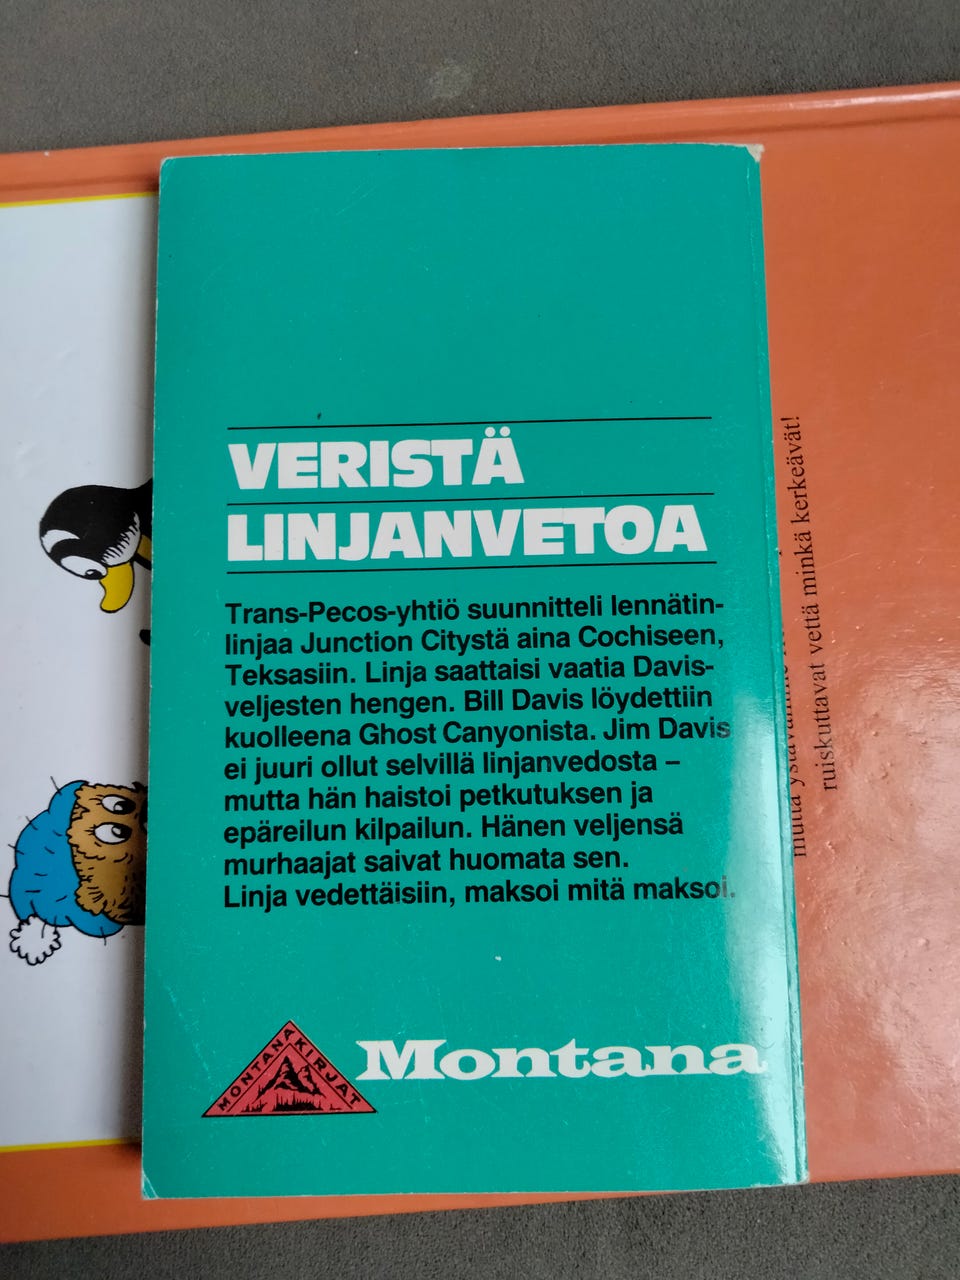 VERISTÄ
LINJANVETOA
Trans-Pecos-yhtiö suunnitteli lennätin-
linjaa Junction Citystä aina Cochiseen,
Teksasiin. Linja saattaisi vaatia Davis-
veljesten hengen. Bill Davis löydettiin
kuolleena Ghost Canyonista. Jim Davis
ei juuri ollut selvillä linjanvedosta –
mutta hän haistoi petkutuksen ja
epäreilun kilpailun. Hänen veljensä
murhaajat saivat huomata sen.
Linja vedettäisiin, maksoi mitä maksoi.
MONTANAKIRJAT
Montana
mutta
ruiskuttavat vettä minkä kerkeävät!